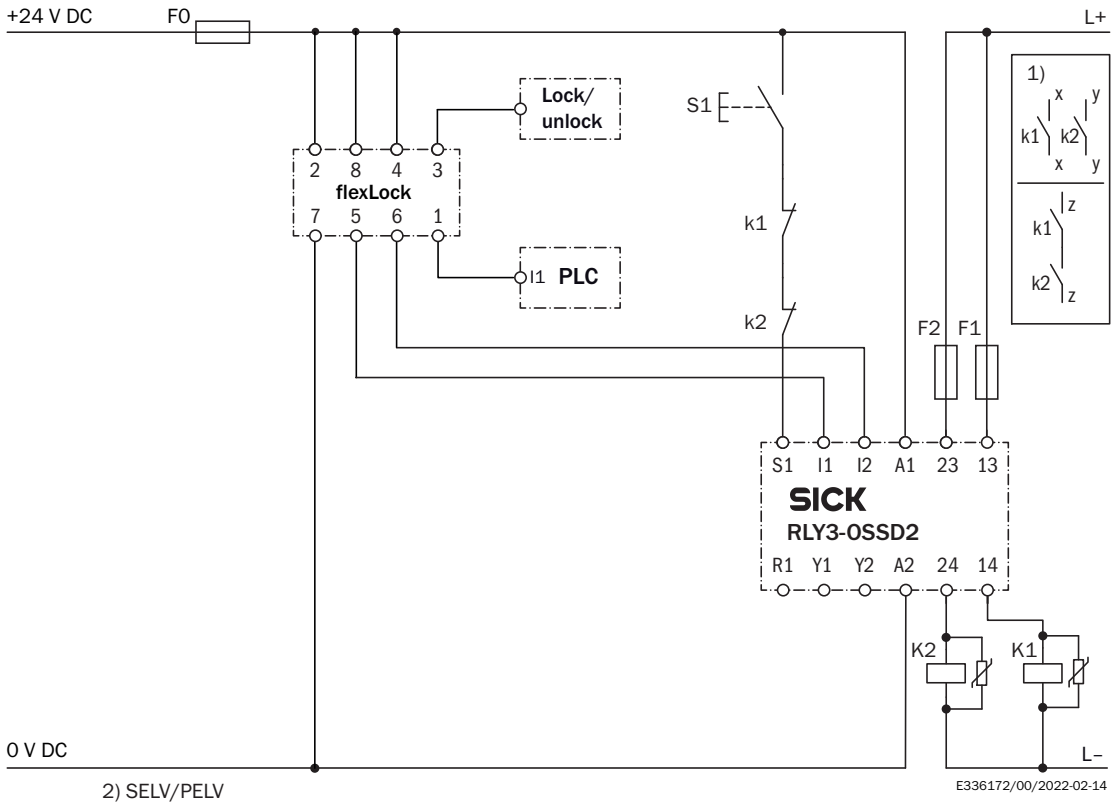 +24 V DC F0 L+
1)
x y
k1 k2
x y
z
k1
k2
z
Lock/
unlock
S1
2 8 4 3
flexLock
7 5 6 1
I1 PLC
k1
k2
F2 F1
S1 I1 I2 A1 23 13
SICK
RLY3-OSSD2
R1 Y1 Y2 A2 24 14
K2 K1
0 V DC L–
2) SELV/PELV
E336172/00/2022-02-14